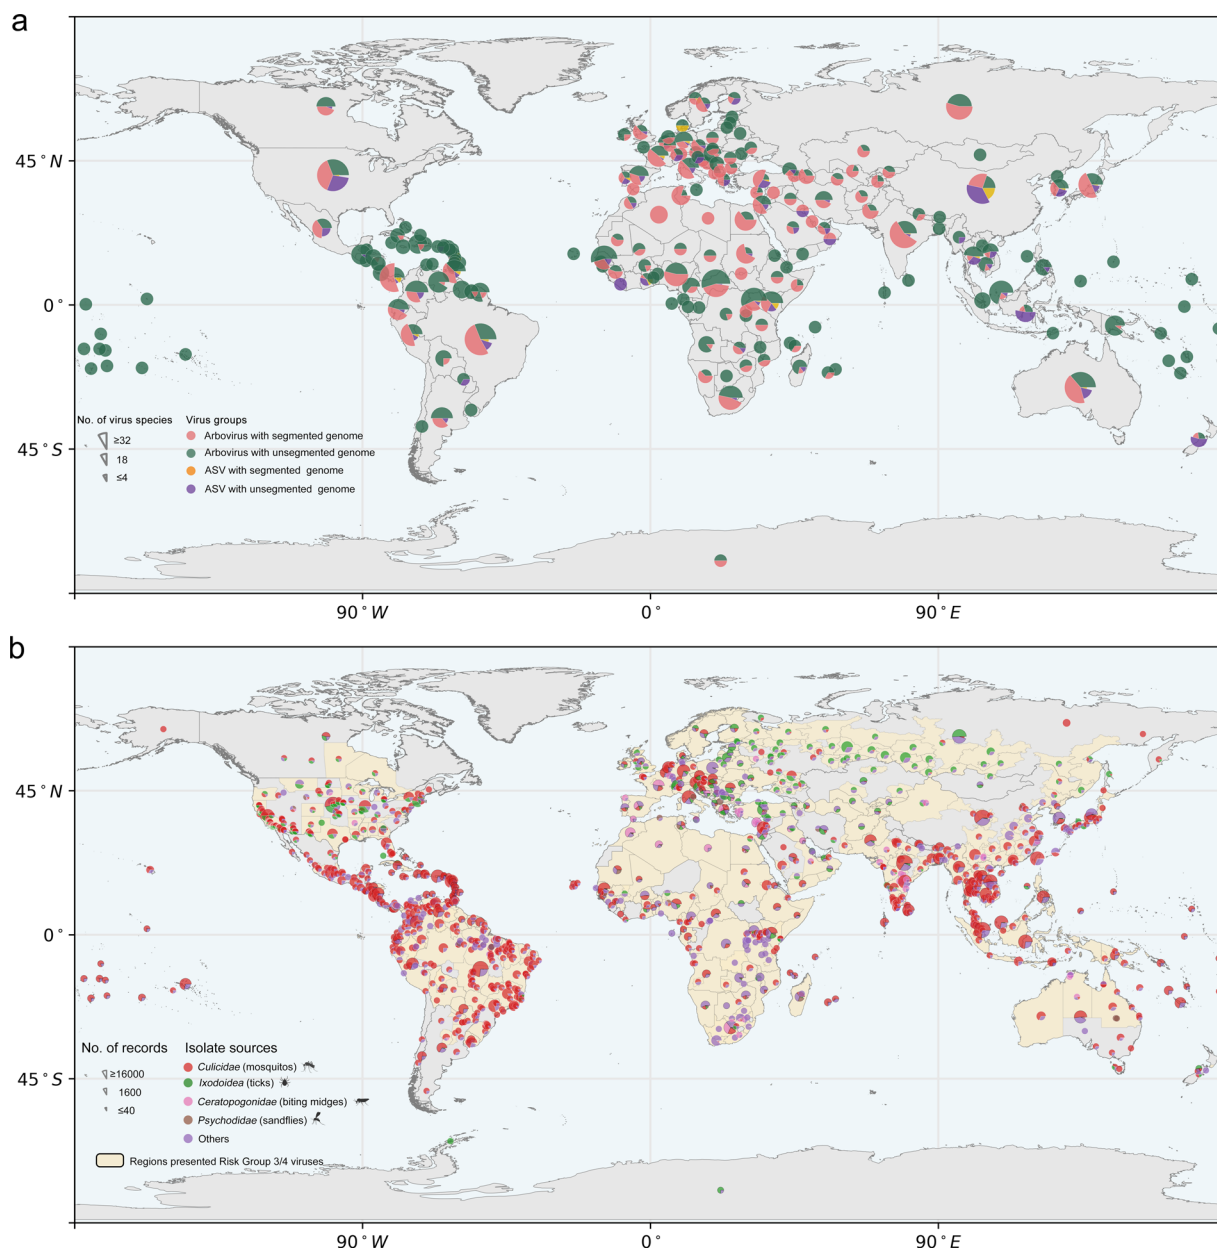 a
45°N
0°
45°S
No. of virus species
≥32
18
≤4
Virus groups
Arbovirus with segmented genome
Arbovirus with unsegmented genome
ASV with segmented genome
ASV with unsegmented genome
90°W
0°
90°E
b
45°N
0°
45°S
No. of records
≥16000
1600
≤40
Isolate sources
Culicidae (mosquitos)
Ixodoidea (ticks)
Ceratopogonidae (biting midges)
Psychodidae (sandflies)
Others
Regions presented Risk Group 3/4 viruses
90°W
0°
90°E